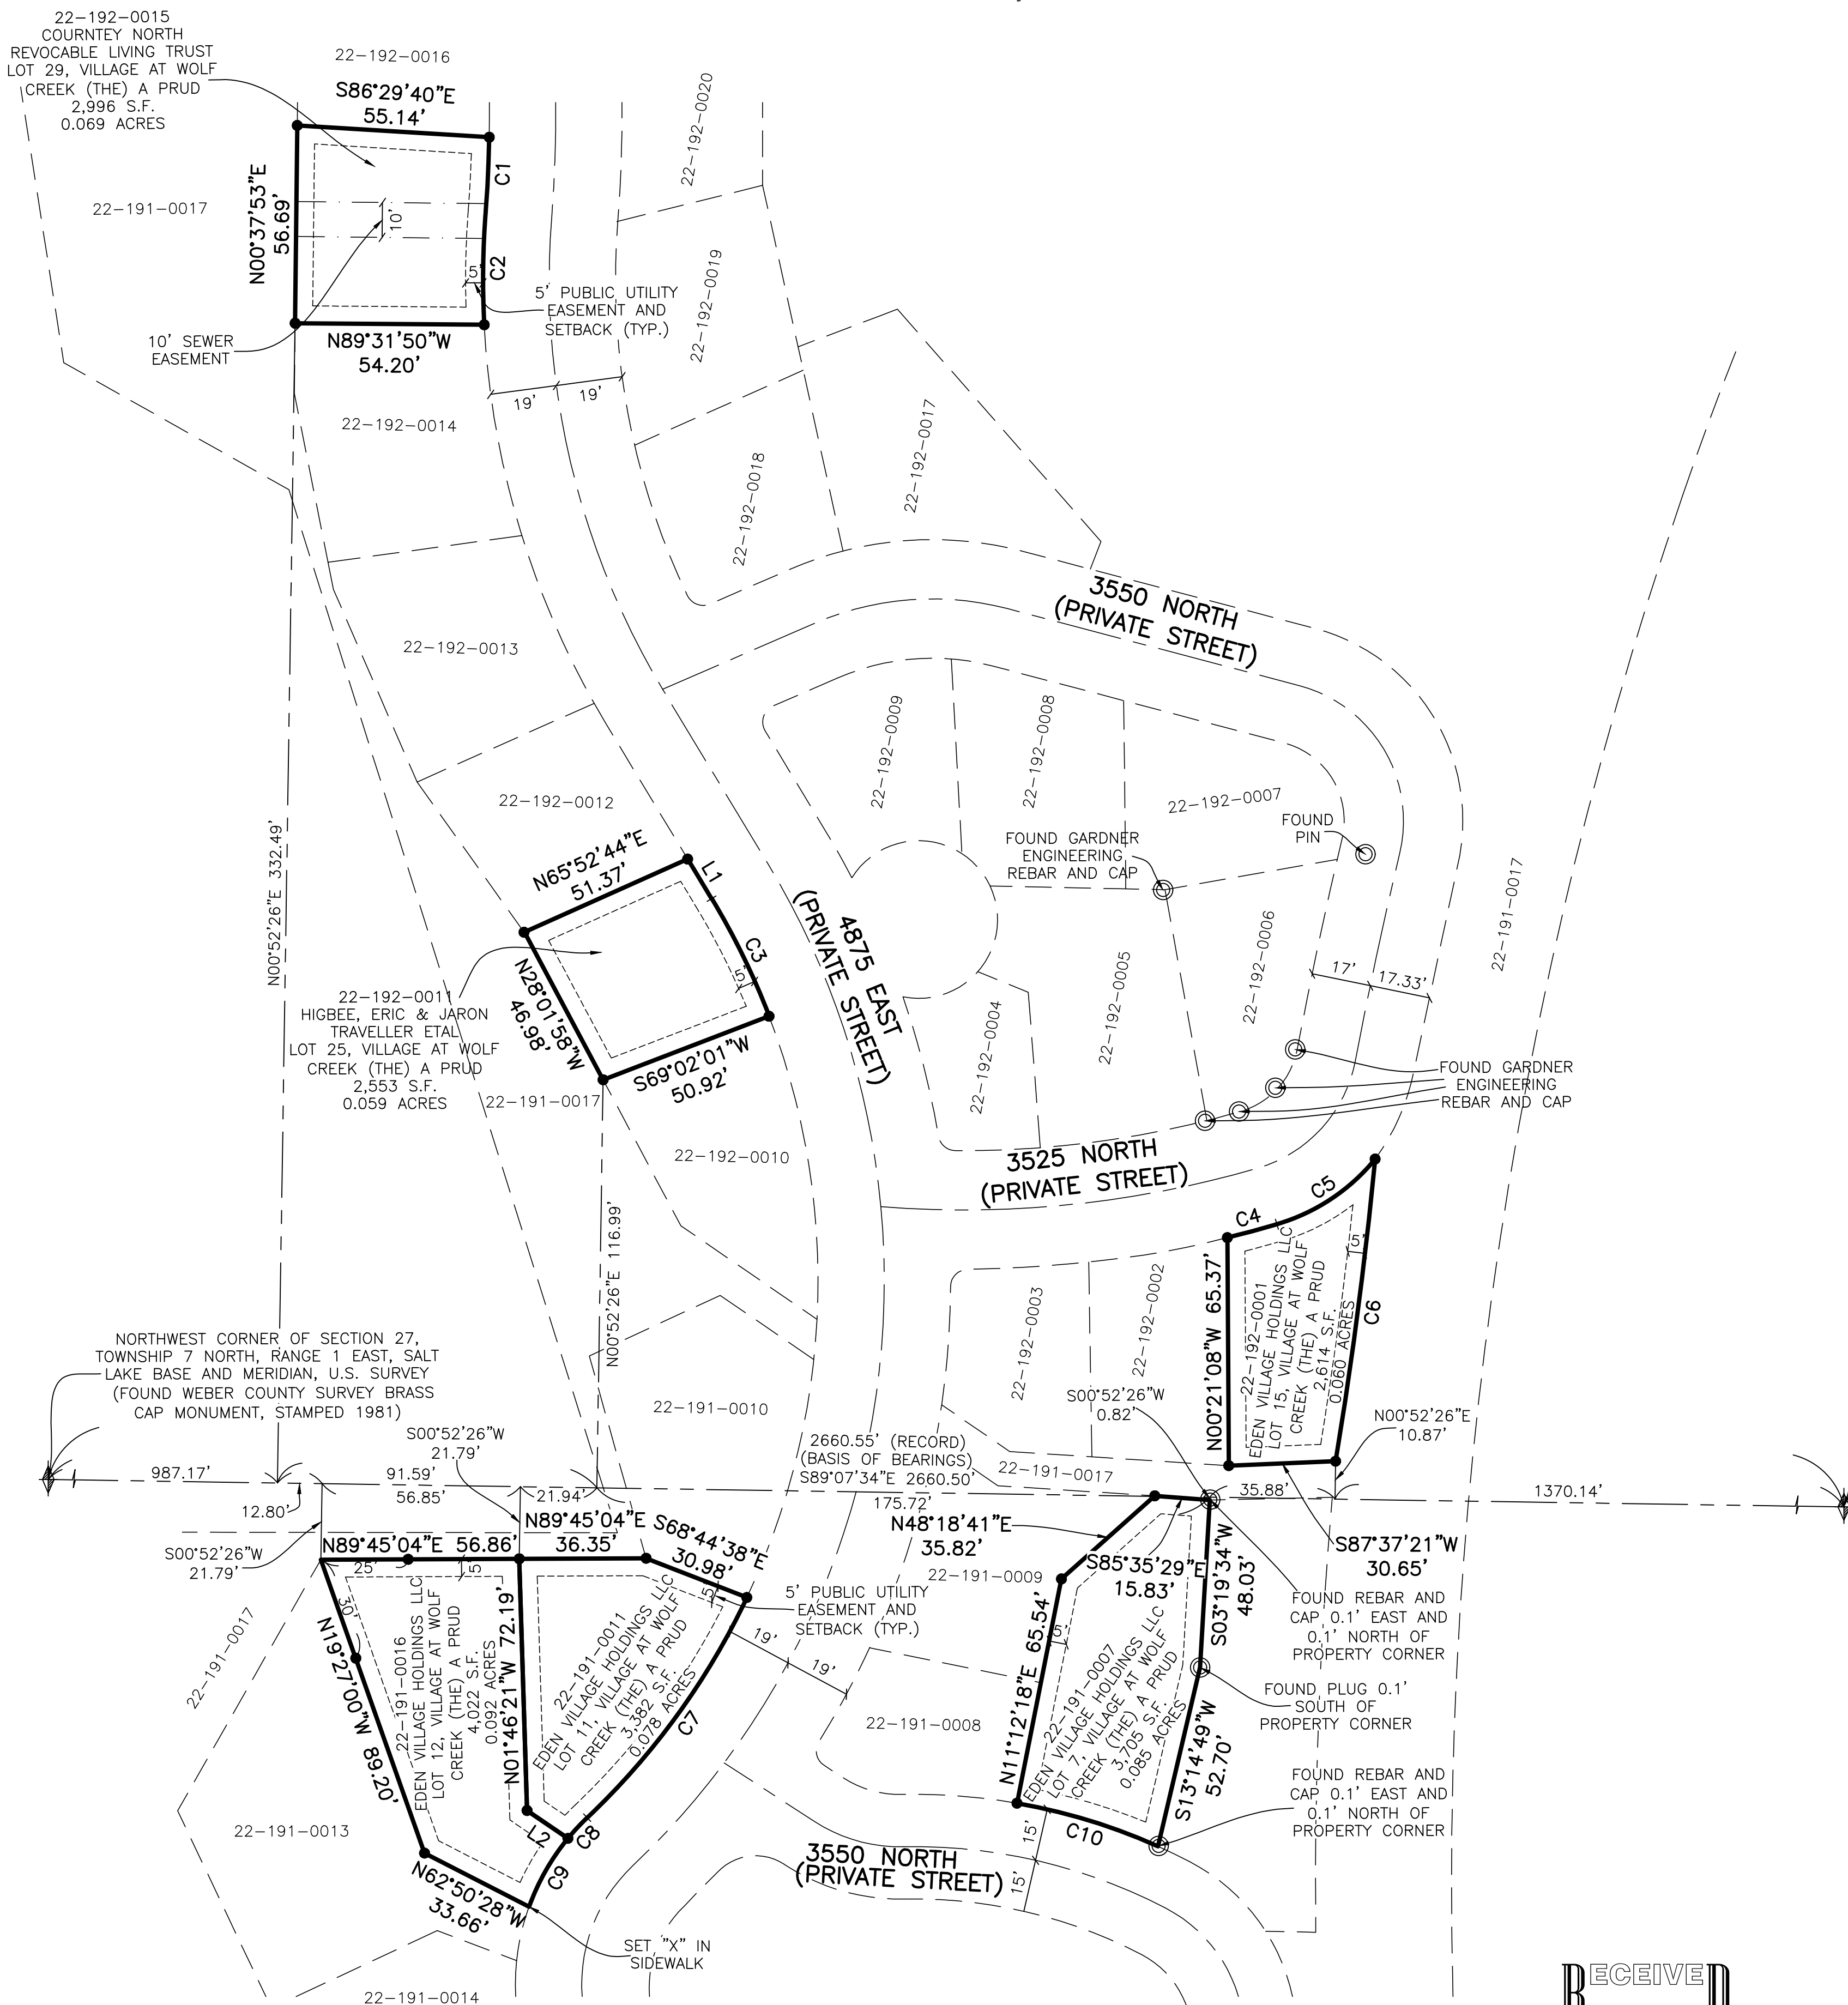 22-192-0015
COURNTEY NORTH
REVOCABLE LIVING TRUST
LOT 29, VILLAGE AT WOLF
CREEK (THE) A PRUD
2,996 S.F.
0.069 ACRES
22-192-0016
S86°29'40"E
55.14'
22-192-0020
C1
N00°37'53"E
56.69'
22-191-0017
10'
5'
C2
22-192-0019
5' PUBLIC UTILITY
EASEMENT AND
SETBACK (TYP.)
10' SEWER
EASEMENT
N89°31'50"W
54.20'
19'
19'
22-192-0014
22-192-0018
22-192-0017
3550 NORTH
(PRIVATE STREET)
22-192-0013
22-192-0009
22-192-0008
22-192-0007
22-192-0012
FOUND GARDNER
ENGINEERING
REBAR AND CAP
FOUND
PIN
N65°52'44"E
51.37'
L1
N00°52'26"E 332.49'
4875 EAST
(PRIVATE STREET)
22-191-0017
C3
5'
22-192-0006
22-192-0005
17'
17.33'
N28°01'58"W
46.98'
22-192-0011
HIGBEE, ERIC & JARON
TRAVELLER ETAL
LOT 25, VILLAGE AT WOLF
CREEK (THE) A PRUD
2,553 S.F.
0.059 ACRES
22-192-0004
S69°02'01"W
50.92'
22-191-0017
FOUND GARDNER
ENGINEERING
REBAR AND CAP
22-192-0010
3525 NORTH
(PRIVATE STREET)
C5
C4
N00°52'26"E 116.99'
5'
22-192-0001
EDEN VILLAGE HOLDINGS LLC
LOT 15, VILLAGE AT WOLF
CREEK (THE) A PRUD
2,614 S.F.
0.060 ACRES
C6
N00°21'08"W 65.37'
22-192-0003
22-192-0002
NORTHWEST CORNER OF SECTION 27,
TOWNSHIP 7 NORTH, RANGE 1 EAST, SALT
LAKE BASE AND MERIDIAN, U.S. SURVEY
(FOUND WEBER COUNTY SURVEY BRASS
CAP MONUMENT, STAMPED 1981)
S00°52'26"W
0.82'
22-191-0010
N00°52'26"E
10.87'
S00°52'26"W
21.79'
2660.55' (RECORD)
(BASIS OF BEARINGS)
S89°07'34"E 2660.50'
22-191-0017
987.17'
91.59'
56.85'
21.94'
175.72'
35.88'
1370.14'
12.80'
N89°45'04"E
36.35'
S68°44'38"E
30.98'
N48°18'41"E
35.82'
S87°37'21"W
30.65'
S00°52'26"W
21.79'
N89°45'04"E 56.86'
25'
5'
S85°35'29"E
15.83'
22-191-0009
5'
5' PUBLIC UTILITY
EASEMENT AND
SETBACK (TYP.)
S03°19'34"W
48.03'
FOUND REBAR AND
CAP 0.1' EAST AND
0.1' NORTH OF
PROPERTY CORNER
30'
22-191-0017
N19°27'00"W 89.20'
22-191-0016
EDEN VILLAGE HOLDINGS LLC
LOT 12, VILLAGE AT WOLF
CREEK (THE) A PRUD
4,022 S.F.
0.092 ACRES
N01°46'21"W 72.19'
22-191-0011
EDEN VILLAGE HOLDINGS LLC
LOT 11, VILLAGE AT WOLF
CREEK (THE) A PRUD
3,382 S.F.
0.078 ACRES
C7
19'
19'
N11°12'18"E 65.54'
5'
22-191-0007
EDEN VILLAGE HOLDINGS LLC
LOT 7, VILLAGE AT WOLF
CREEK (THE) A PRUD
3,705 S.F.
0.085 ACRES
S13°14'49"W
52.70'
FOUND PLUG 0.1'
SOUTH OF
PROPERTY CORNER
22-191-0008
FOUND REBAR AND
CAP 0.1' EAST AND
0.1' NORTH OF
PROPERTY CORNER
22-191-0013
L2
C8
C9
C10
15'
15'
3550 NORTH
(PRIVATE STREET)
N62°50'28"W
33.66'
SET "X" IN
SIDEWALK
22-191-0014
RECEIVED